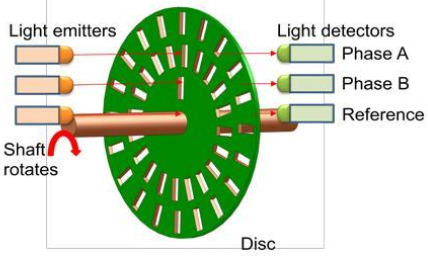 Light emitters
Light detectors
Phase A
Phase B
Reference
Shaft
rotates
Disc